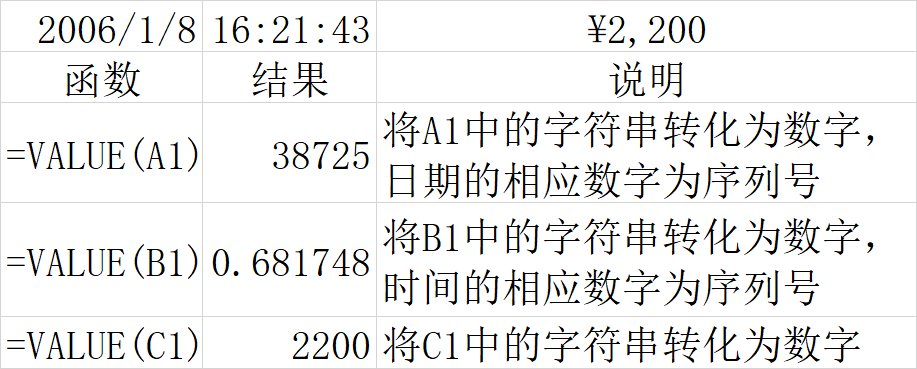 2006/1/8 16:21:43 ¥2,200
函数 结果 说明
=VALUE(A1) 38725 将A1中的字符串转化为数字，
日期的相应数字为序列号
=VALUE(B1) 0.681748 将B1中的字符串转化为数字，
时间的相应数字为序列号
=VALUE(C1) 2200 将C1中的字符串转化为数字